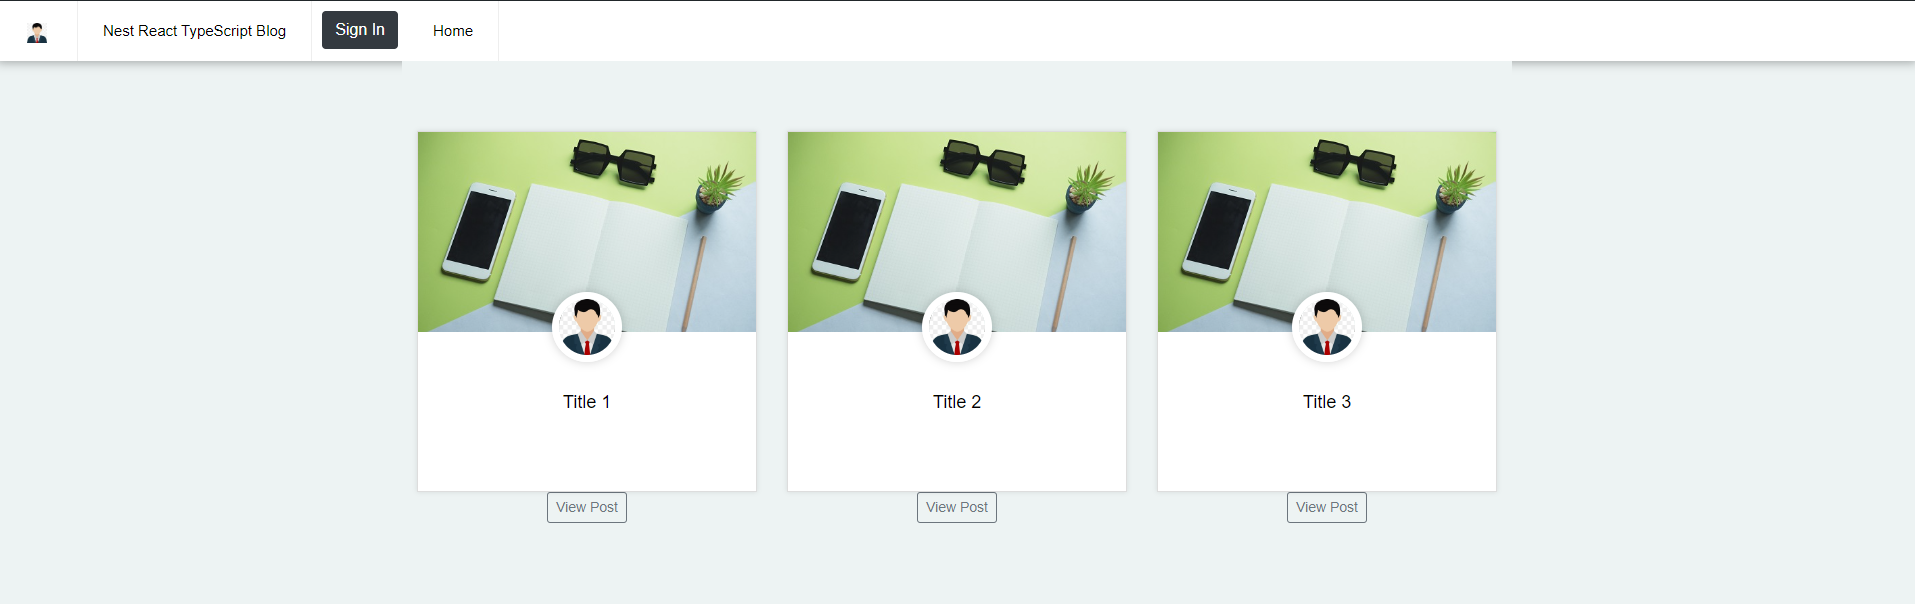 Nest React TypeScript Blog
Sign In
Home
Title 1
Title 2
Title 3
View Post
View Post
View Post